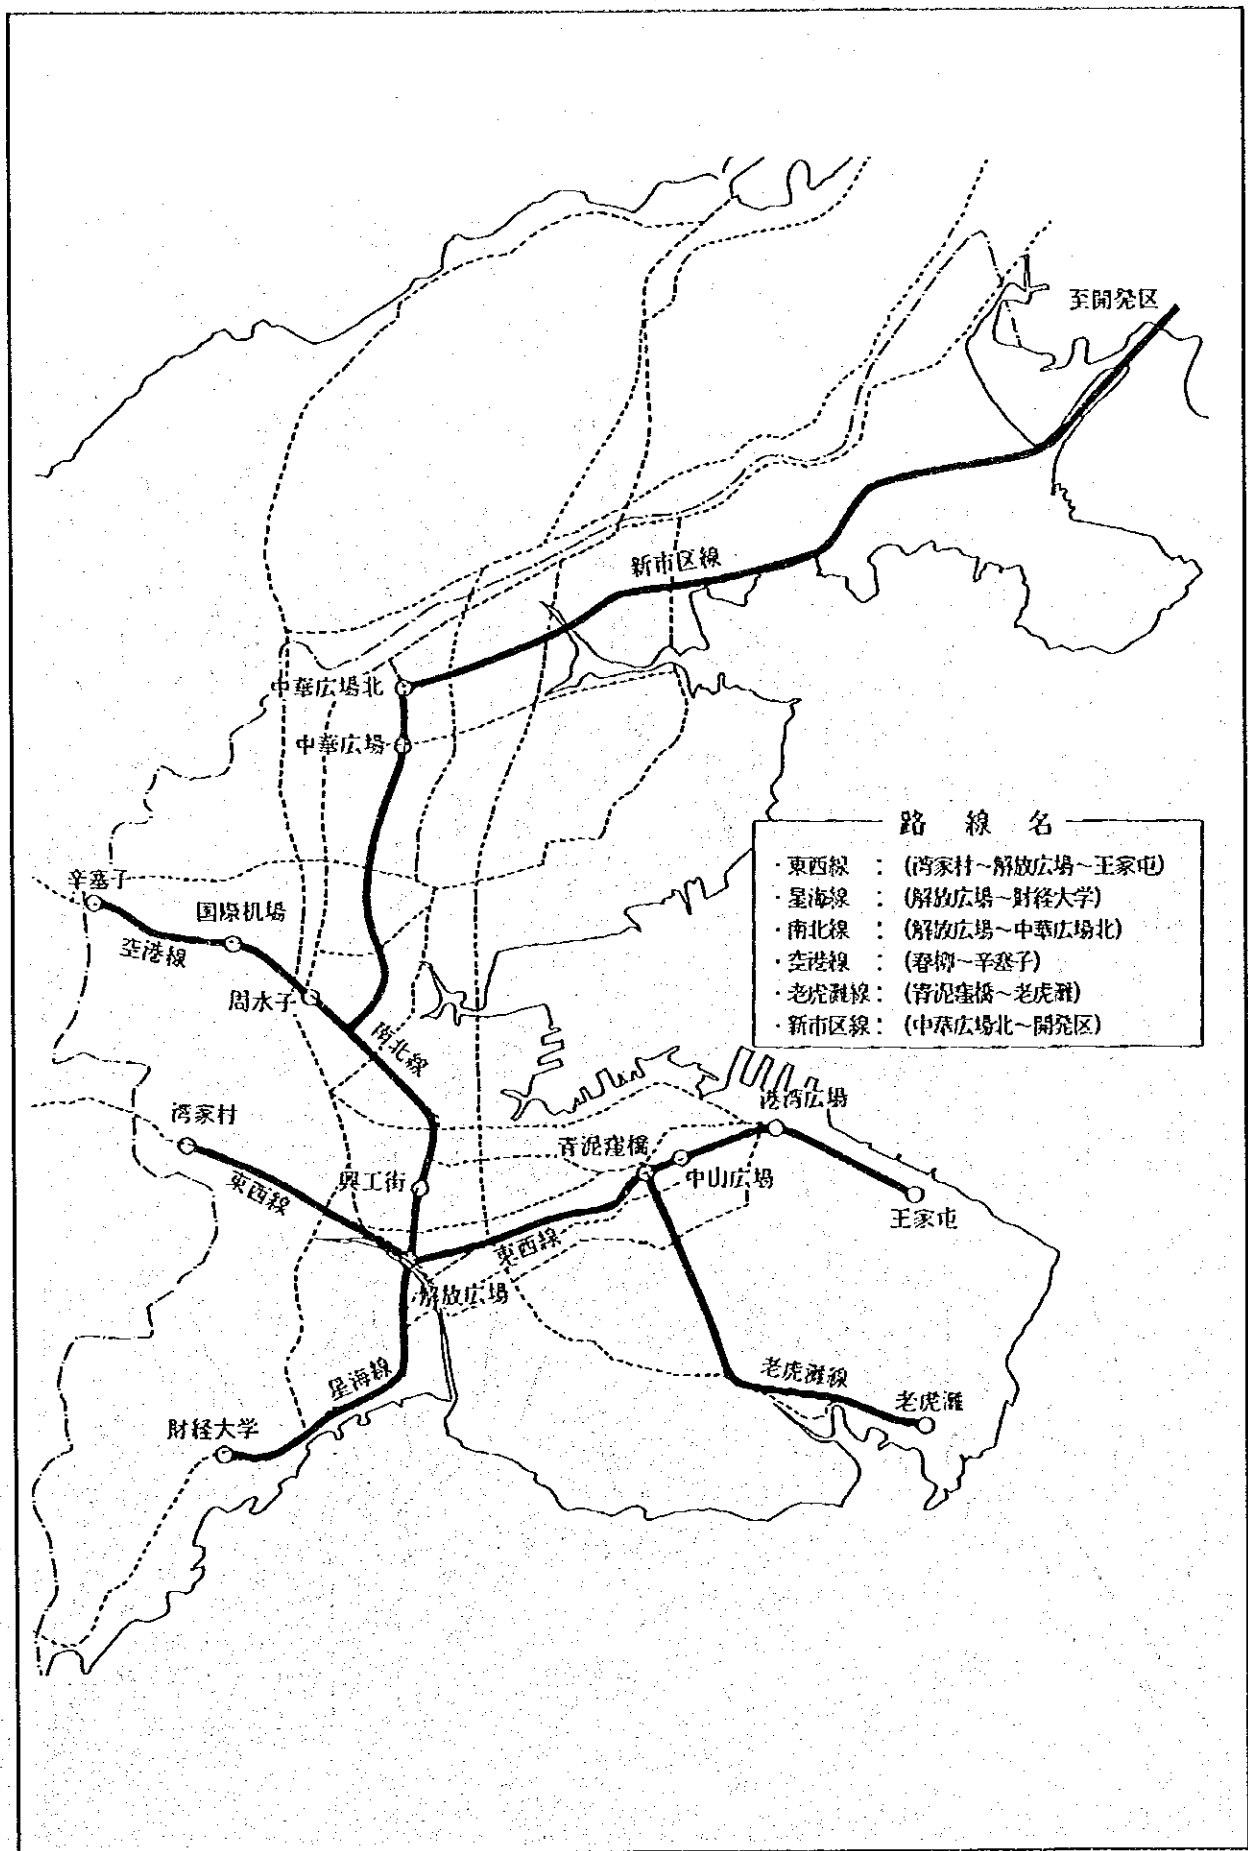 至開発区
新市区線
中華広場北
中華広場
路線名
・東西線 : (湾家村~解放広場~王家屯)
・星海線 : (解放広場~財経大学)
・南北線 : (解放広場~中華広場北)
・空港線 : (春柳~辛塞子)
・老虎灘線 : (青泥窪橋~老虎灘)
・新市区線 : (中華広場北~開発区)
辛塞子
国際机場
空港線
周水子
南北線
湾家村
東西線
興工街
青泥窪橋
港湾広場
中山広場
王家屯
東西線
解放広場
星海線
老虎灘線
老虎灘
財経大学